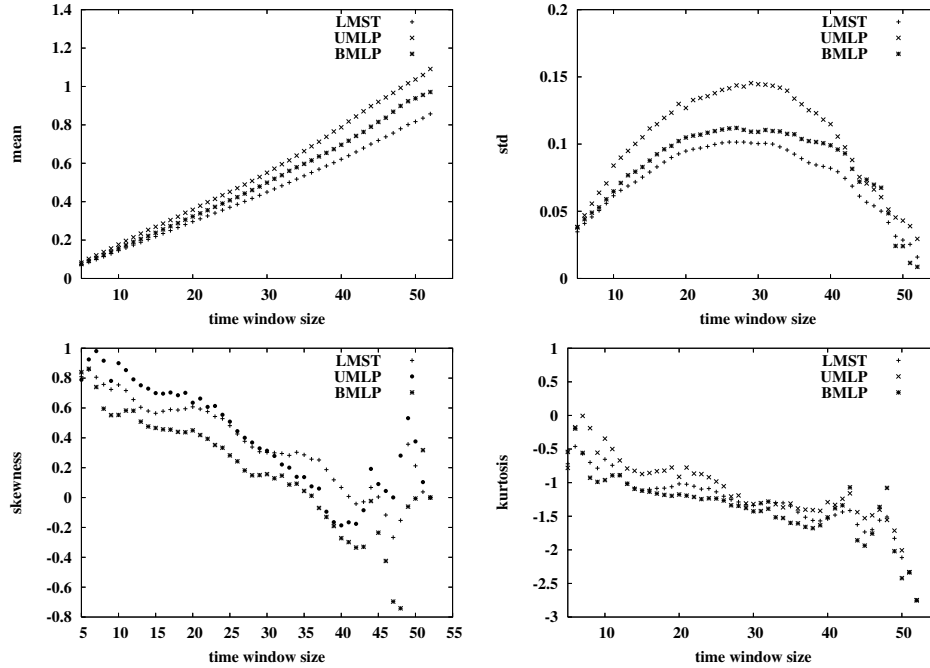 1.4
1.2
1
0.8
0.6
0.4
0.2
0
10 20 30 40 50
mean
time window size
LMST
UMLP
BMLP
0.2
0.15
0.1
0.05
0
10 20 30 40 50
std
time window size
LMST
UMLP
BMLP
1
0.8
0.6
0.4
0.2
0
-0.2
-0.4
-0.6
-0.8
5 10 15 20 25 30 35 40 45 50 55
skewness
time window size
LMST
UMLP
BMLP
1
0.5
0
-0.5
-1
-1.5
-2
-2.5
-3
10 20 30 40 50
kurtosis
time window size
LMST
UMLP
BMLP